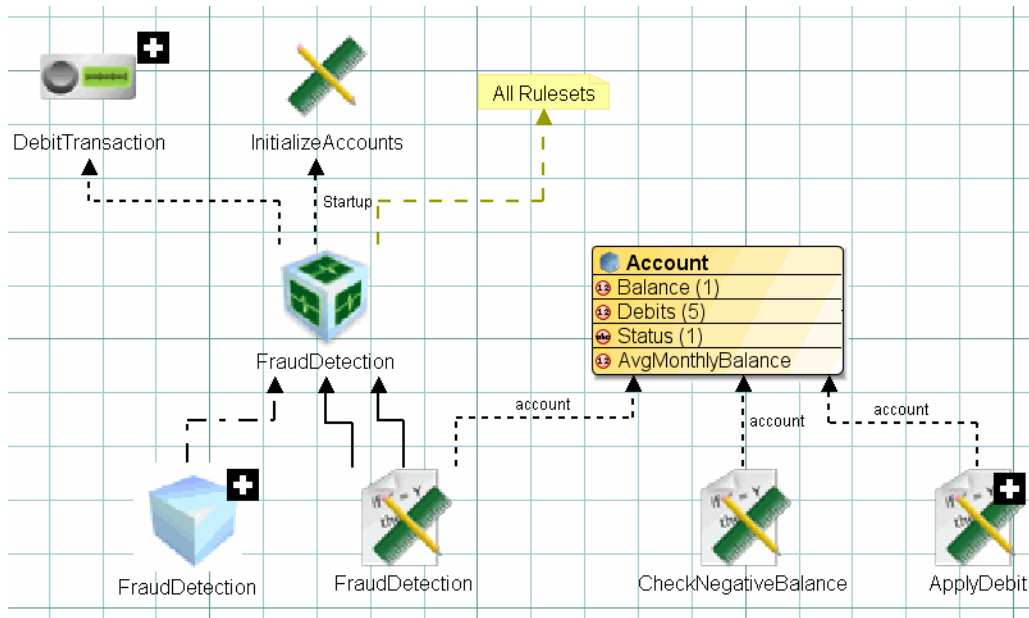 All Rulesets
DebitTransaction
InitializeAccounts
Startup
Account
Balance (1)
Debits (5)
Status (1)
AvgMonthlyBalance
FraudDetection
account
account
account
FraudDetection
FraudDetection
CheckNegativeBalance
ApplyDebit